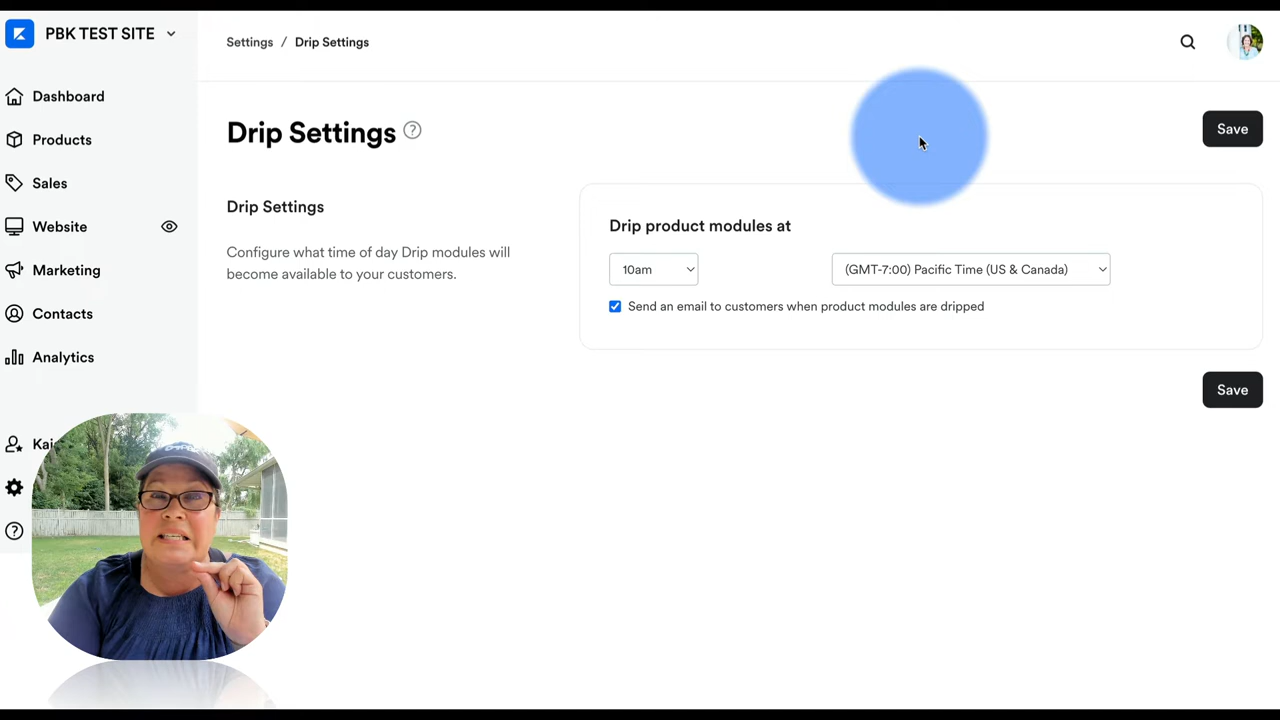 PBK TEST SITE
Settings / Drip Settings
Dashboard
Products
Sales
Website
Marketing
Contacts
Analytics
Kai
Drip Settings
Save
Drip Settings
Configure what time of day Drip modules will
become available to your customers.
Drip product modules at
10am
(GMT-7:00) Pacific Time (US & Canada)
Send an email to customers when product modules are dripped
Save